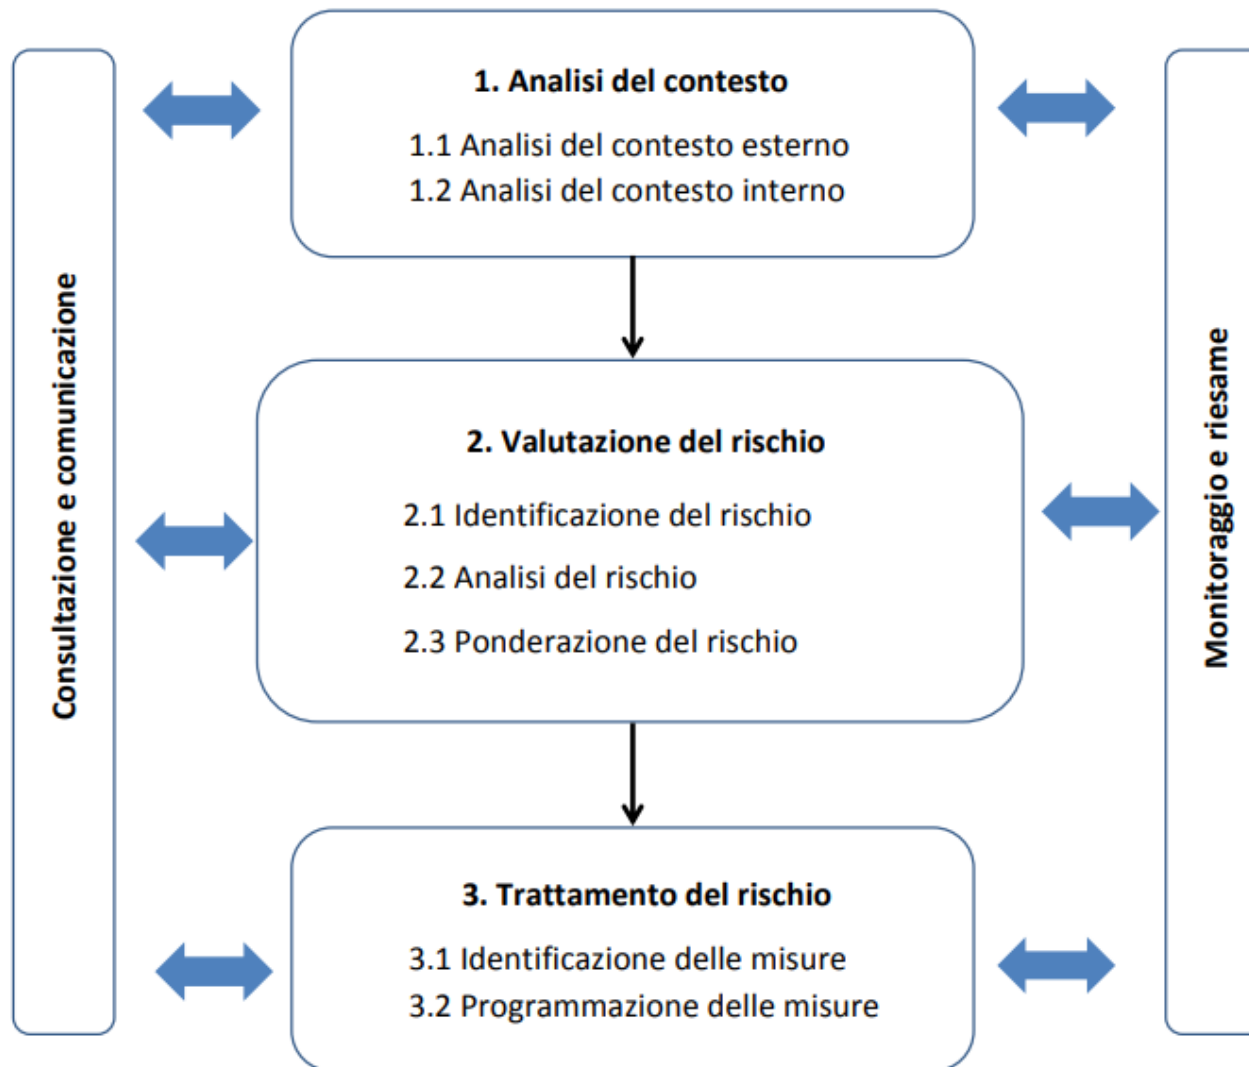 Consultazione e comunicazione
1. Analisi del contesto
1.1 Analisi del contesto esterno
1.2 Analisi del contesto interno
2. Valutazione del rischio
2.1 Identificazione del rischio
2.2 Analisi del rischio
2.3 Ponderazione del rischio
3. Trattamento del rischio
3.1 Identificazione delle misure
3.2 Programmazione delle misure
Monitoraggio e riesame